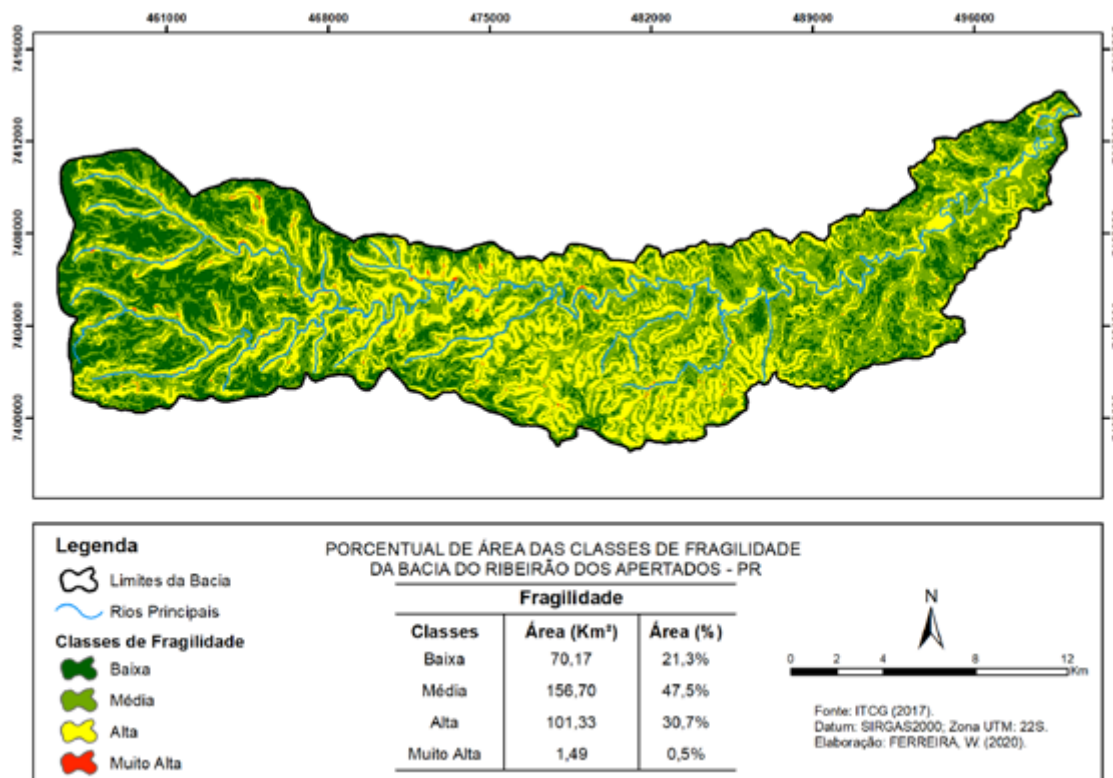 461000 468000 475000 482000 489000 496000
7416000
7412000
7408000
7404000
7400000
Legenda
Limites da Bacia
Rios Principais
Classes de Fragilidade
Baixa
Média
Alta
Muito Alta
PORCENTUAL DE ÁREA DAS CLASSES DE FRAGILIDADE
DA BACIA DO RIBEIRÃO DOS APERTADOS - PR
Fragilidade
Classes Área (Km²) Área (%)
Baixa 70,17 21,3%
Média 156,70 47,5%
Alta 101,33 30,7%
Muito Alta 1,49 0,5%
N
0 2 4 8 12
Km
Fonte: ITCG (2017).
Datum: SIRGAS2000; Zona UTM: 22S.
Elaboração: FERREIRA, W. (2020).